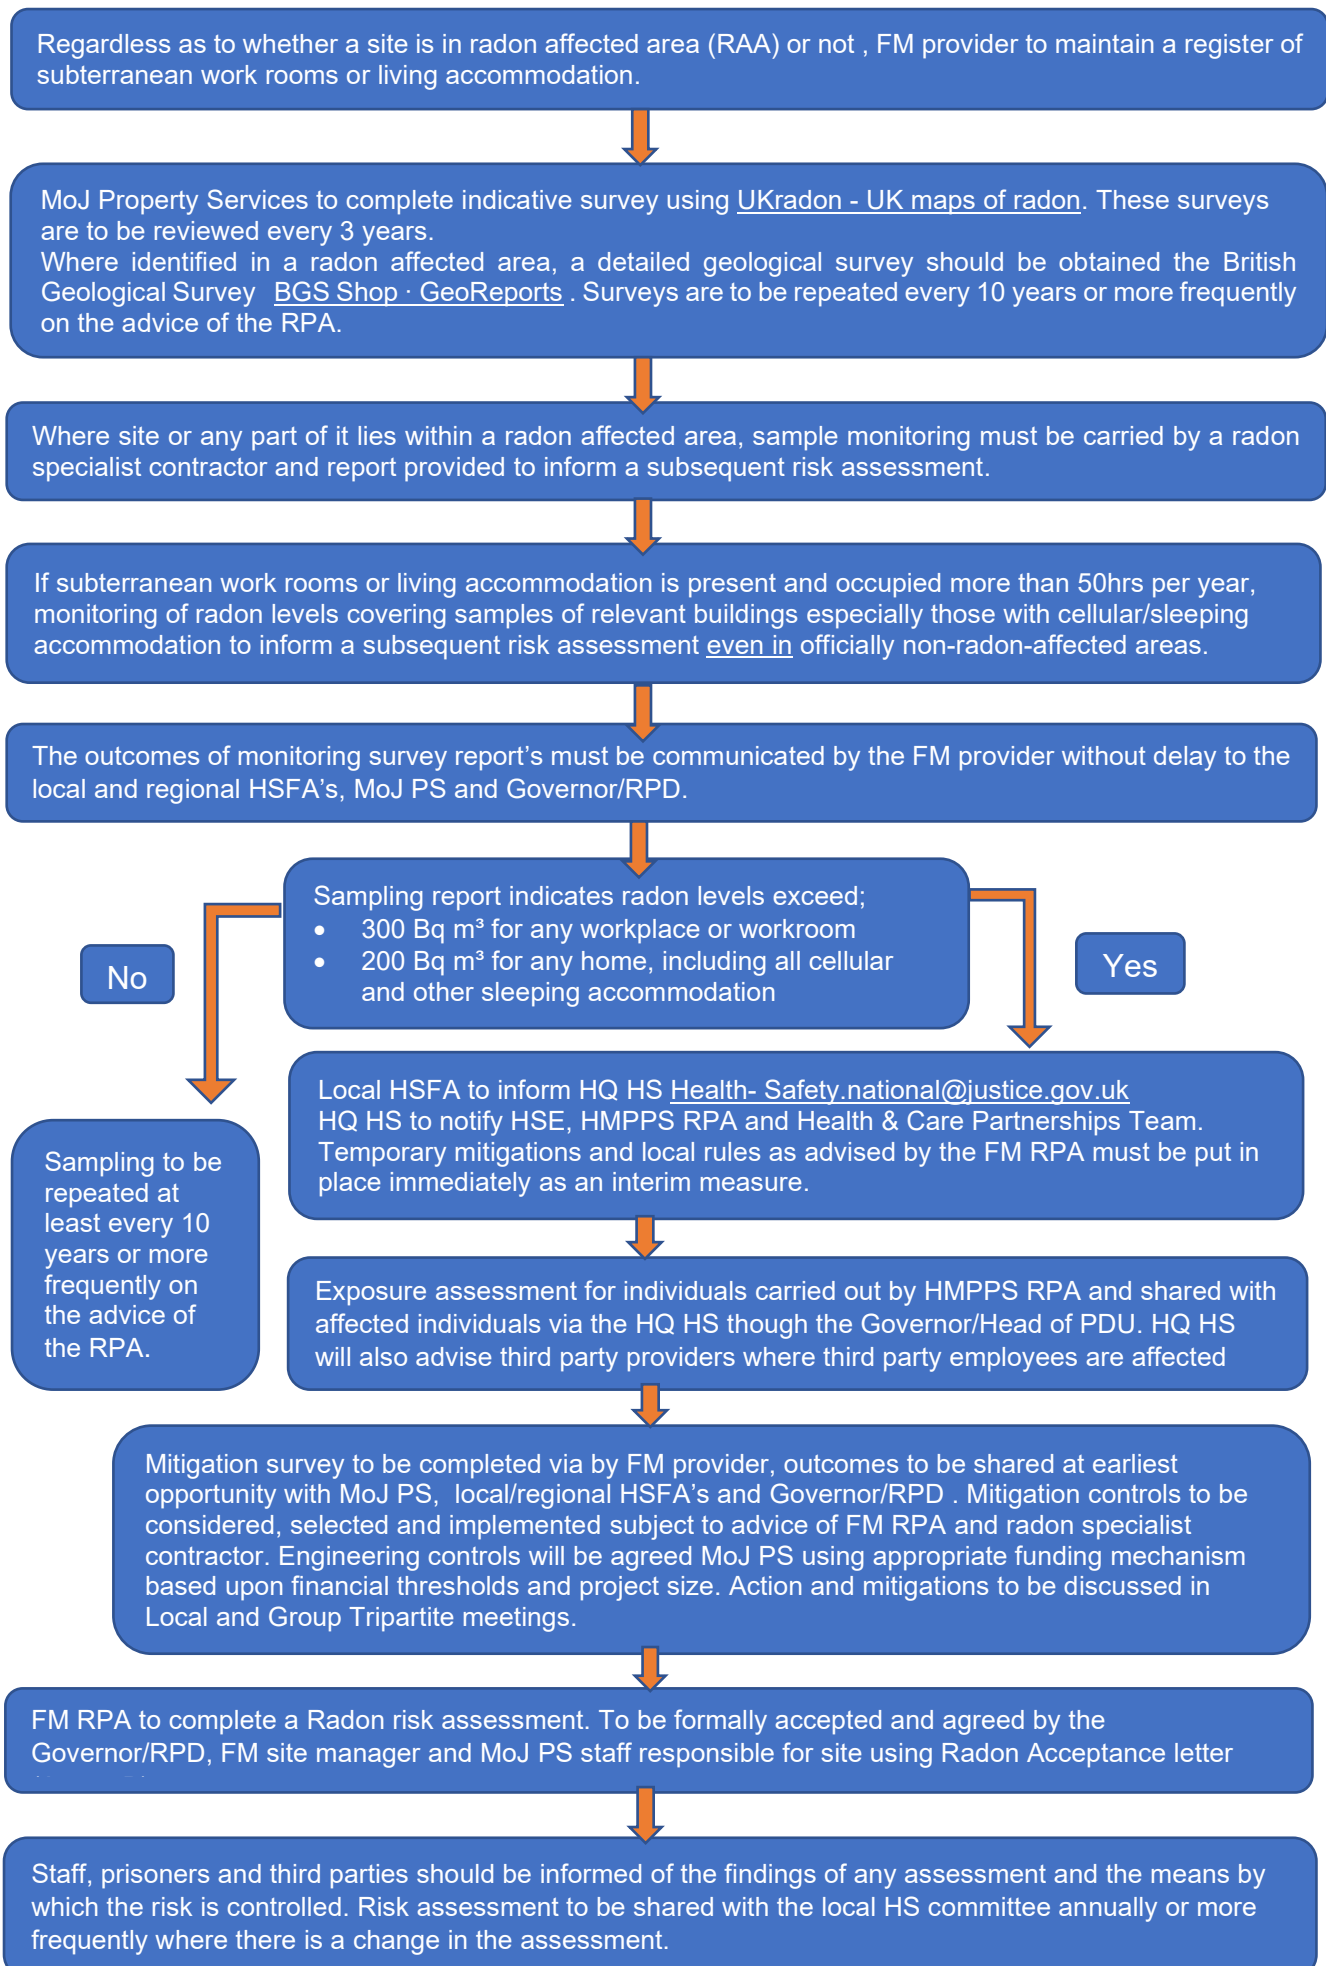 Regardless as to whether a site is in radon affected area (RAA) or not , FM provider to maintain a register of
subterranean work rooms or living accommodation.
MoJ Property Services to complete indicative survey using UKradon - UK maps of radon. These surveys
are to be reviewed every 3 years.
Where identified in a radon affected area, a detailed geological survey should be obtained the British
Geological Survey BGS Shop · GeoReports . Surveys are to be repeated every 10 years or more frequently
on the advice of the RPA.
Where site or any part of it lies within a radon affected area, sample monitoring must be carried by a radon
specialist contractor and report provided to inform a subsequent risk assessment.
If subterranean work rooms or living accommodation is present and occupied more than 50hrs per year,
monitoring of radon levels covering samples of relevant buildings especially those with cellular/sleeping
accommodation to inform a subsequent risk assessment even in officially non-radon-affected areas.
The outcomes of monitoring survey report's must be communicated by the FM provider without delay to the
local and regional HSFA's, MoJ PS and Governor/RPD.
Sampling report indicates radon levels exceed;
• 300 Bq m³ for any workplace or workroom
• 200 Bq m³ for any home, including all cellular
and other sleeping accommodation
No
Yes
Sampling to be
repeated at
least every 10
years or more
frequently on
the advice of
the RPA.
Local HSFA to inform HQ HS Health- Safety.national@justice.gov.uk
HQ HS to notify HSE, HMPPS RPA and Health & Care Partnerships Team.
Temporary mitigations and local rules as advised by the FM RPA must be put in
place immediately as an interim measure.
Exposure assessment for individuals carried out by HMPPS RPA and shared with
affected individuals via the HQ HS though the Governor/Head of PDU. HQ HS
will also advise third party providers where third party employees are affected
Mitigation survey to be completed via by FM provider, outcomes to be shared at earliest
opportunity with MoJ PS, local/regional HSFA's and Governor/RPD . Mitigation controls to be
considered, selected and implemented subject to advice of FM RPA and radon specialist
contractor. Engineering controls will be agreed MoJ PS using appropriate funding mechanism
based upon financial thresholds and project size. Action and mitigations to be discussed in
Local and Group Tripartite meetings.
FM RPA to complete a Radon risk assessment. To be formally accepted and agreed by the
Governor/RPD, FM site manager and MoJ PS staff responsible for site using Radon Acceptance letter
Staff, prisoners and third parties should be informed of the findings of any assessment and the means by
which the risk is controlled. Risk assessment to be shared with the local HS committee annually or more
frequently where there is a change in the assessment.